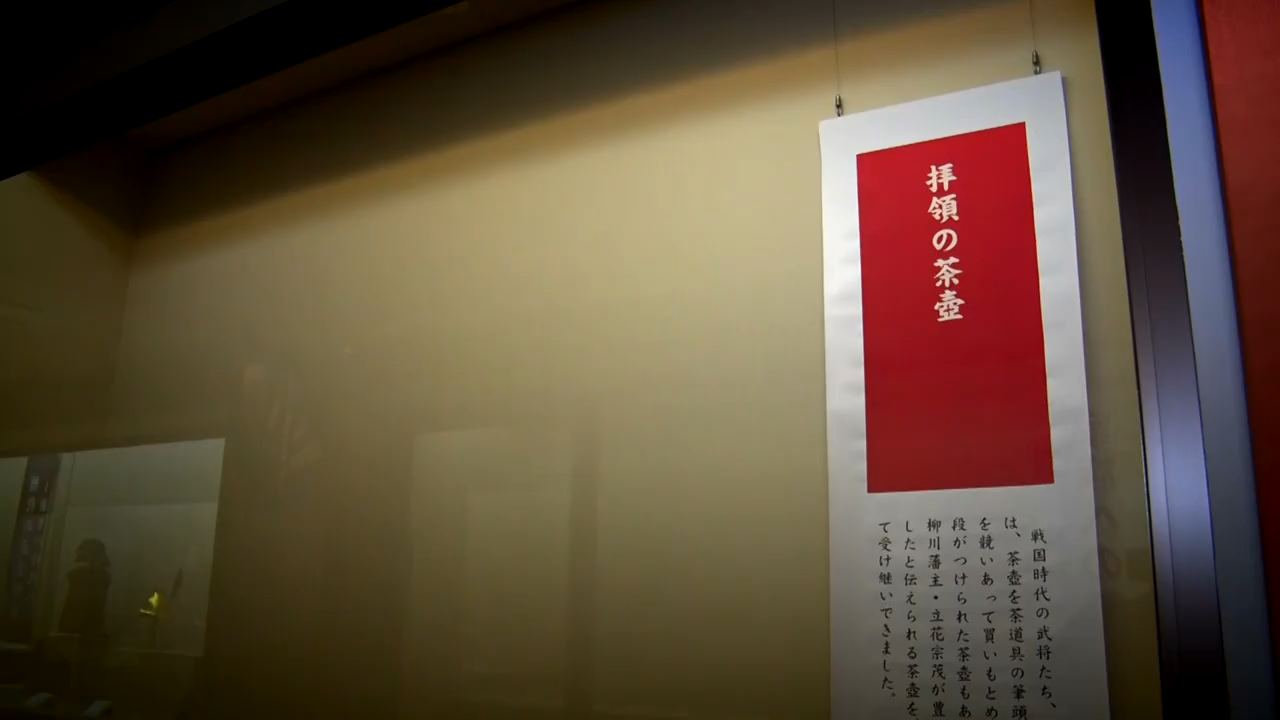 拝領の茶壺
戦国時代の武将たち、
は、茶壺を茶道具の筆頭
を競いあって買いもとめ
段がつけられた茶壺もあ
柳川藩主・立花宗茂が豊
したと伝えられる茶壺を
て受け継いできました。